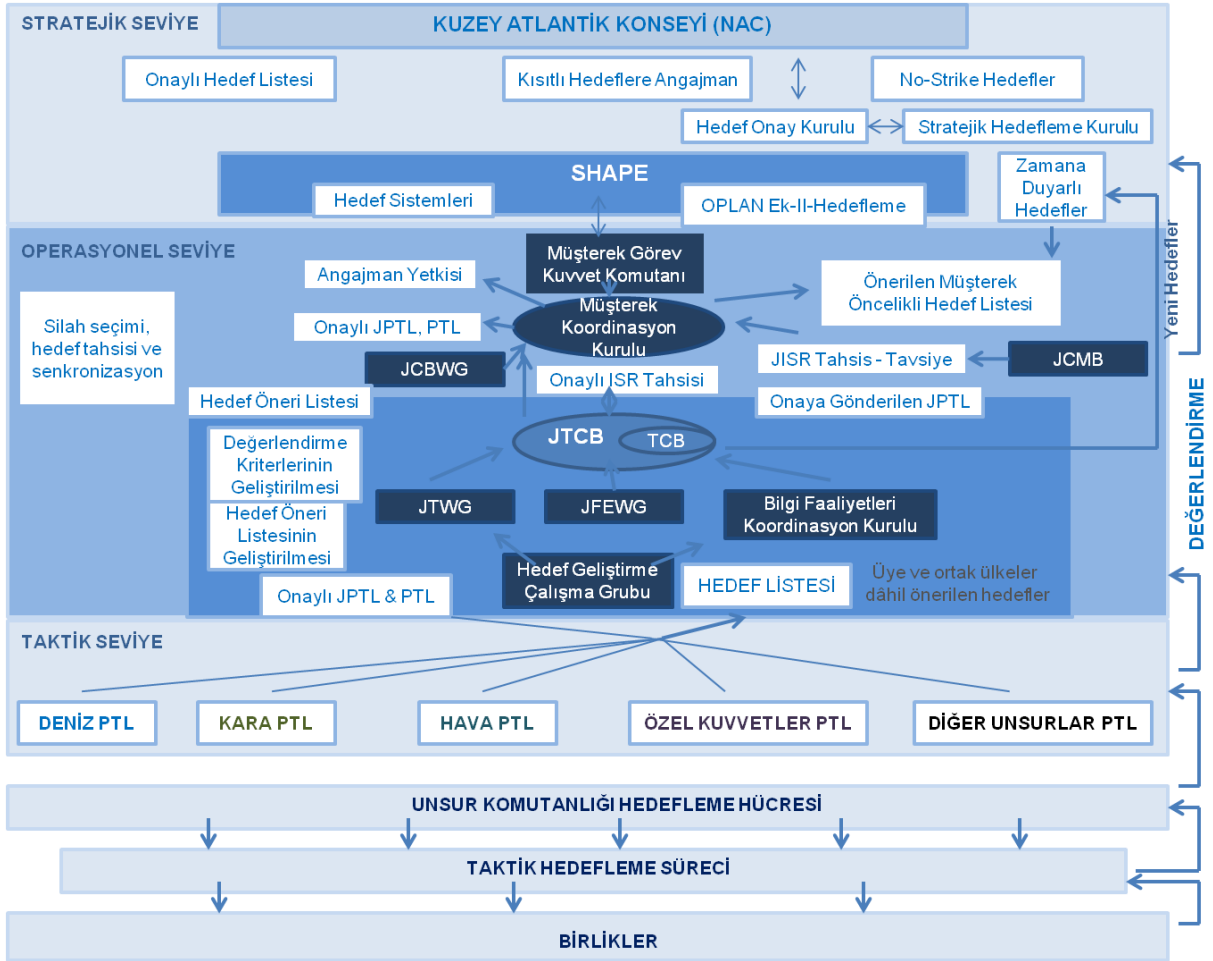 STRATEJİK SEVİYE
KUZEY ATLANTİK KONSEYİ (NAC)
Onaylı Hedef Listesi
Kısıtlı Hedeflere Angajman
No-Strike Hedefler
Hedef Onay Kurulu
Stratejik Hedefleme Kurulu
SHAPE
Hedef Sistemleri
OPLAN Ek-II-Hedefleme
Zamana
Duyarlı
Hedefler
OPERASYONEL SEVİYE
Müşterek Görev
Kuvvet Komutanı
Angajman Yetkisi
Önerilen Müşterek
Öncelikli Hedef Listesi
Yeni Hedefler
Silah seçimi,
hedef tahsisi ve
senkronizasyon
Müşterek
Koordinasyon
Kurulu
Onaylı JPTL, PTL
JCBWG
JISR Tahsis - Tavsiye
JCMB
Onaylı ISR Tahsisi
Hedef Öneri Listesi
Onaya Gönderilen JPTL
JTCB
TCB
Değerlendirme
Kriterlerinin
Geliştirilmesi
Hedef Öneri
Listesinin
Geliştirilmesi
JTWG
JFEWG
Bilgi Faaliyetleri
Koordinasyon Kurulu
Hedef Geliştirme
Çalışma Grubu
HEDEF LİSTESİ
Üye ve ortak ülkeler
dâhil önerilen hedefler
Onaylı JPTL & PTL
DEĞERLENDİRME
TAKTİK SEVİYE
DENİZ PTL
KARA PTL
HAVA PTL
ÖZEL KUVVETLER PTL
DİĞER UNSURLAR PTL
UNSUR KOMUTANLIĞI HEDEFLEME HÜCRESİ
TAKTİK HEDEFLEME SÜRECİ
BİRLİKLER